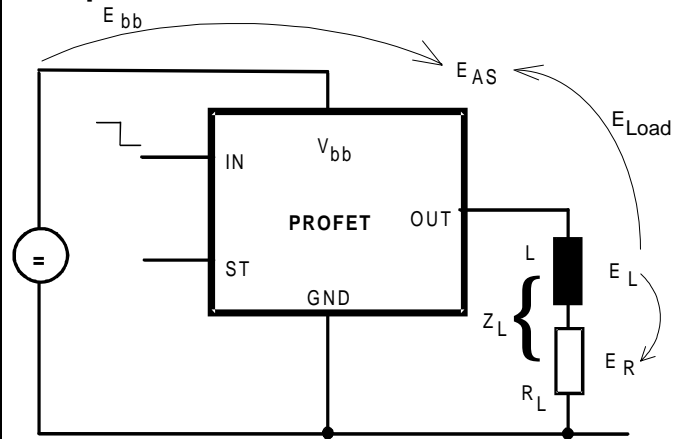 E bb
E AS
E Load
V bb
IN
PROFET
OUT
ST
GND
L
E L
Z L
{
E R
R L
=